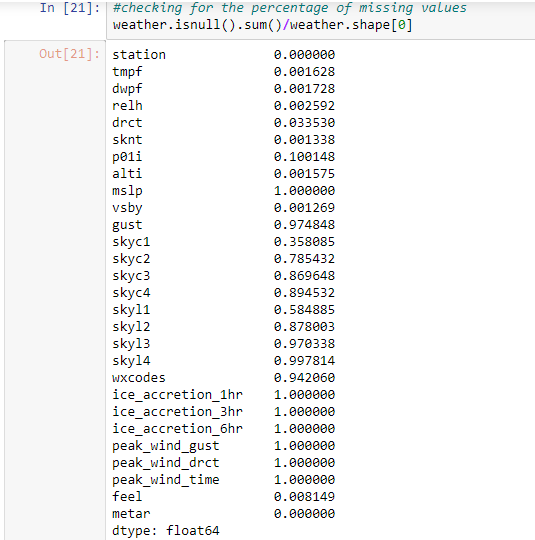 In [21]: #checking for the percentage of missing values
weather.isnull().sum()/weather.shape[0]
Out[21]: station 0.000000
tmpf 0.001628
dwpf 0.001728
relh 0.002592
drct 0.033530
sknt 0.001338
p01i 0.100148
alti 0.001575
mslp 1.000000
vsby 0.001269
gust 0.974848
skyc1 0.358085
skyc2 0.785432
skyc3 0.869648
skyc4 0.894532
skyl1 0.584885
skyl2 0.878003
skyl3 0.970338
skyl4 0.997814
wxcodes 0.942060
ice_accretion_1hr 1.000000
ice_accretion_3hr 1.000000
ice_accretion_6hr 1.000000
peak_wind_gust 1.000000
peak_wind_drct 1.000000
peak_wind_time 1.000000
feel 0.008149
metar 0.000000
dtype: float64